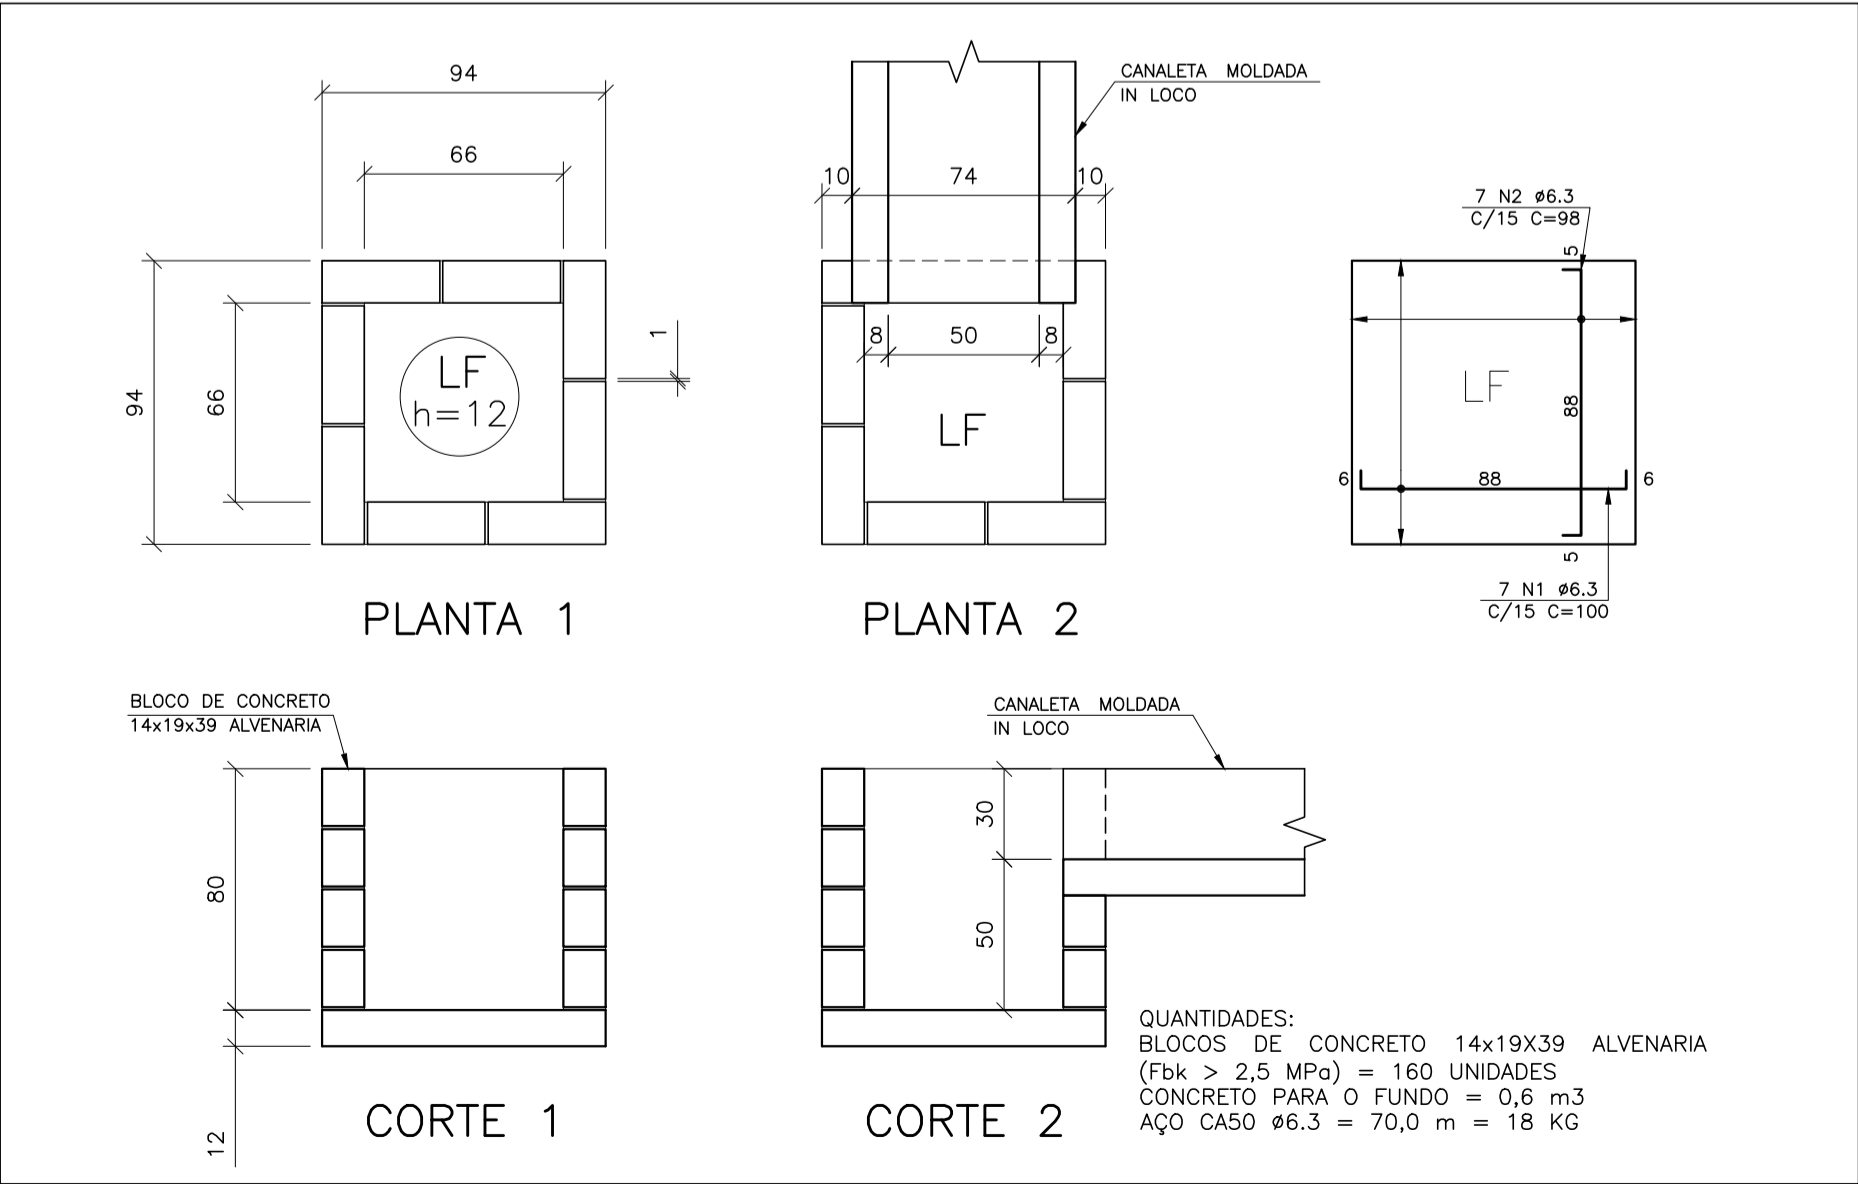 94
66
94
66
1
LF
h=12
PLANTA 1
CANALETA MOLDADA
IN LOCO
10
74
10
8
50
8
LF
PLANTA 2
7 N2 ø6.3
C/15 C=98
5
LF
88
6
88
6
5
7 N1 ø6.3
C/15 C=100
BLOCO DE CONCRETO
14x19x39 ALVENARIA
80
12
CORTE 1
CANALETA MOLDADA
IN LOCO
30
50
CORTE 2
QUANTIDADES:
BLOCOS DE CONCRETO 14x19X39 ALVENARIA
(Fbk > 2,5 MPa) = 160 UNIDADES
CONCRETO PARA O FUNDO = 0,6 m3
AÇO CA50 ø6.3 = 70,0 m = 18 KG